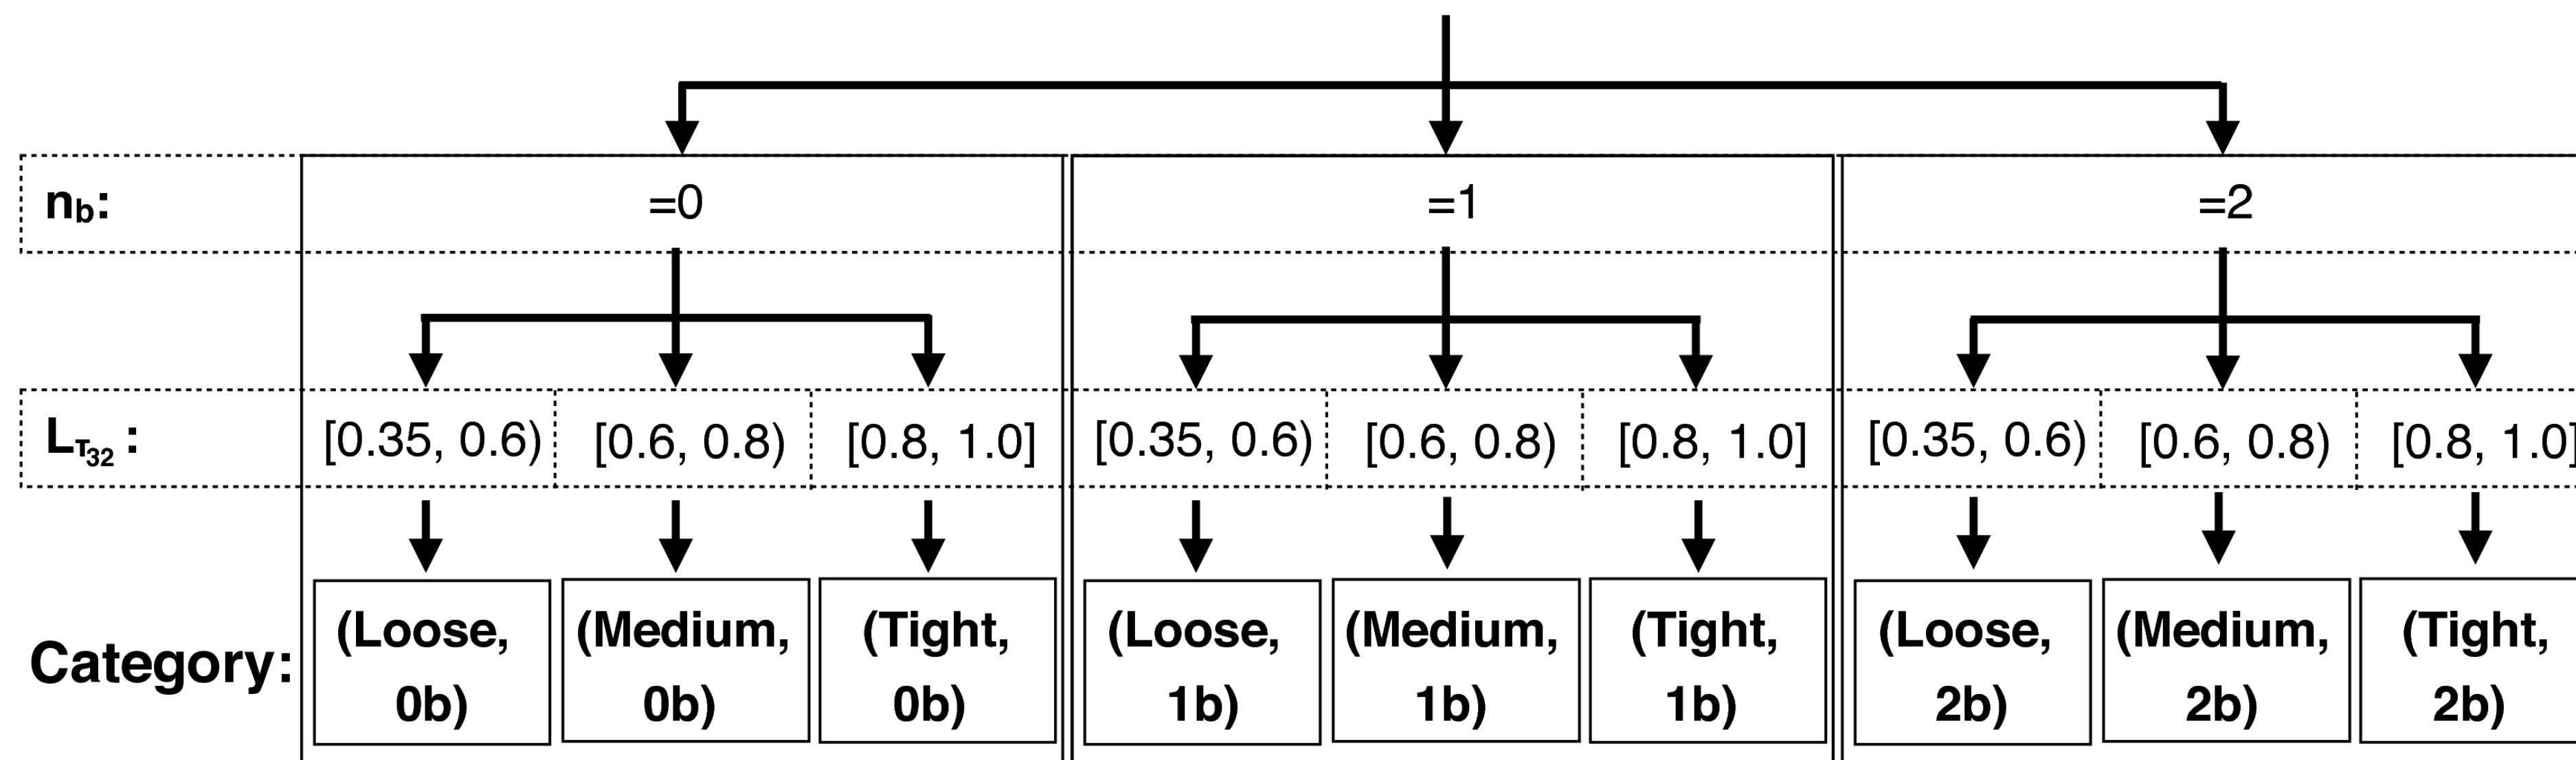 nb: =0 =1 =2
Lτ32 : [0.35, 0.6) [0.6, 0.8) [0.8, 1.0] [0.35, 0.6) [0.6, 0.8) [0.8, 1.0] [0.35, 0.6) [0.6, 0.8) [0.8, 1.0]
Category:
(Loose,
0b)
(Medium,
0b)
(Tight,
0b)
(Loose,
1b)
(Medium,
1b)
(Tight,
1b)
(Loose,
2b)
(Medium,
2b)
(Tight,
2b)